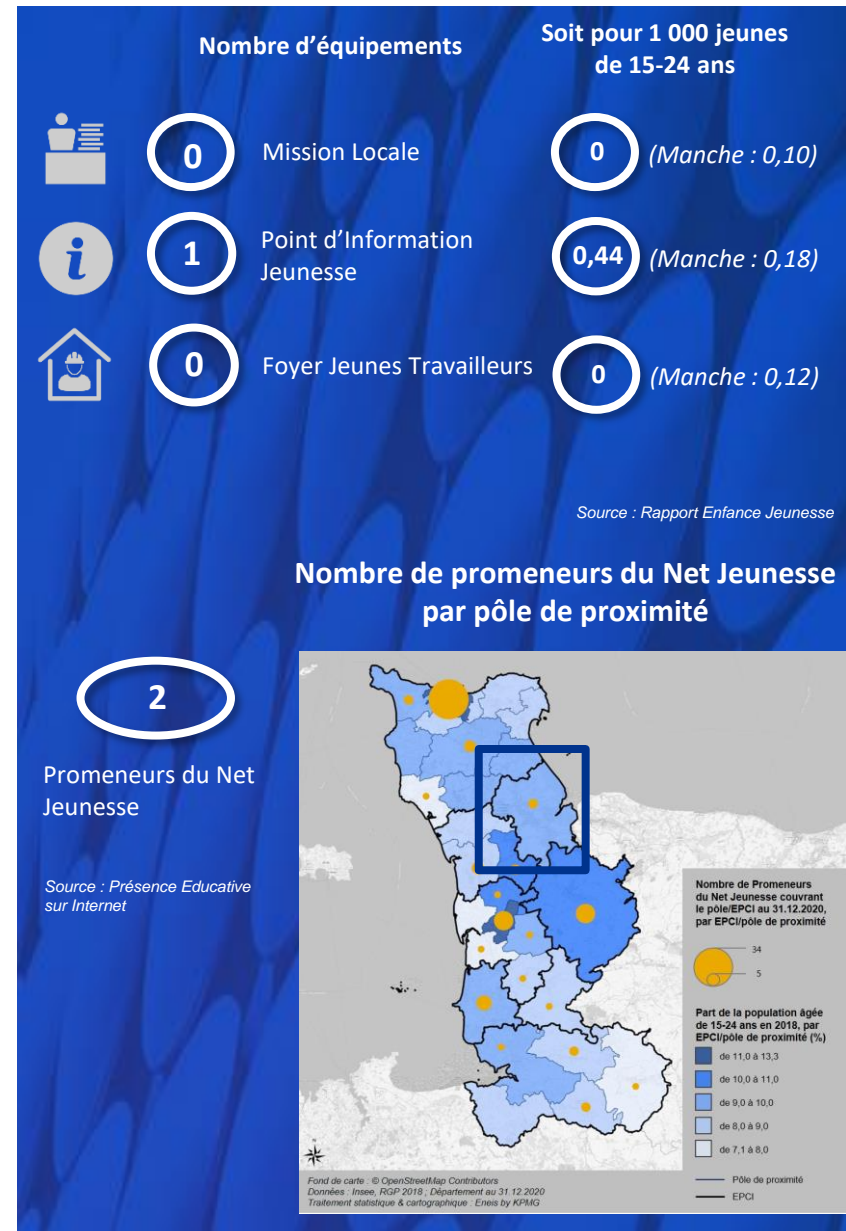 Nombre d'équipements
Soit pour 1 000 jeunes
de 15-24 ans
0
Mission Locale
0
(Manche : 0,10)
i
1
Point d'Information
Jeunesse
0,44
(Manche : 0,18)
0
Foyer Jeunes Travailleurs
0
(Manche : 0,12)
Source : Rapport Enfance Jeunesse
Nombre de promeneurs du Net Jeunesse
par pôle de proximité
2
Promeneurs du Net
Jeunesse
Source : Présence Educative
sur Internet
Nombre de Promeneurs
du Net Jeunesse couvrant
le pôle/EPCI au 31.12.2020,
par EPCI/pôle de proximité
34
5
Part de la population âgée
de 15-24 ans en 2018, par
EPCI/pôle de proximité (%)
de 11,0 à 13,3
de 10,0 à 11,0
de 9,0 à 10,0
de 8,0 à 9,0
de 7,1 à 8,0
Pôle de proximité
EPCI
Fond de carte : © OpenStreetMap Contributors
Données : Insee, RGP 2018 ; Département au 31.12.2020
Traitement statistique & cartographique : Eneis by KPMG